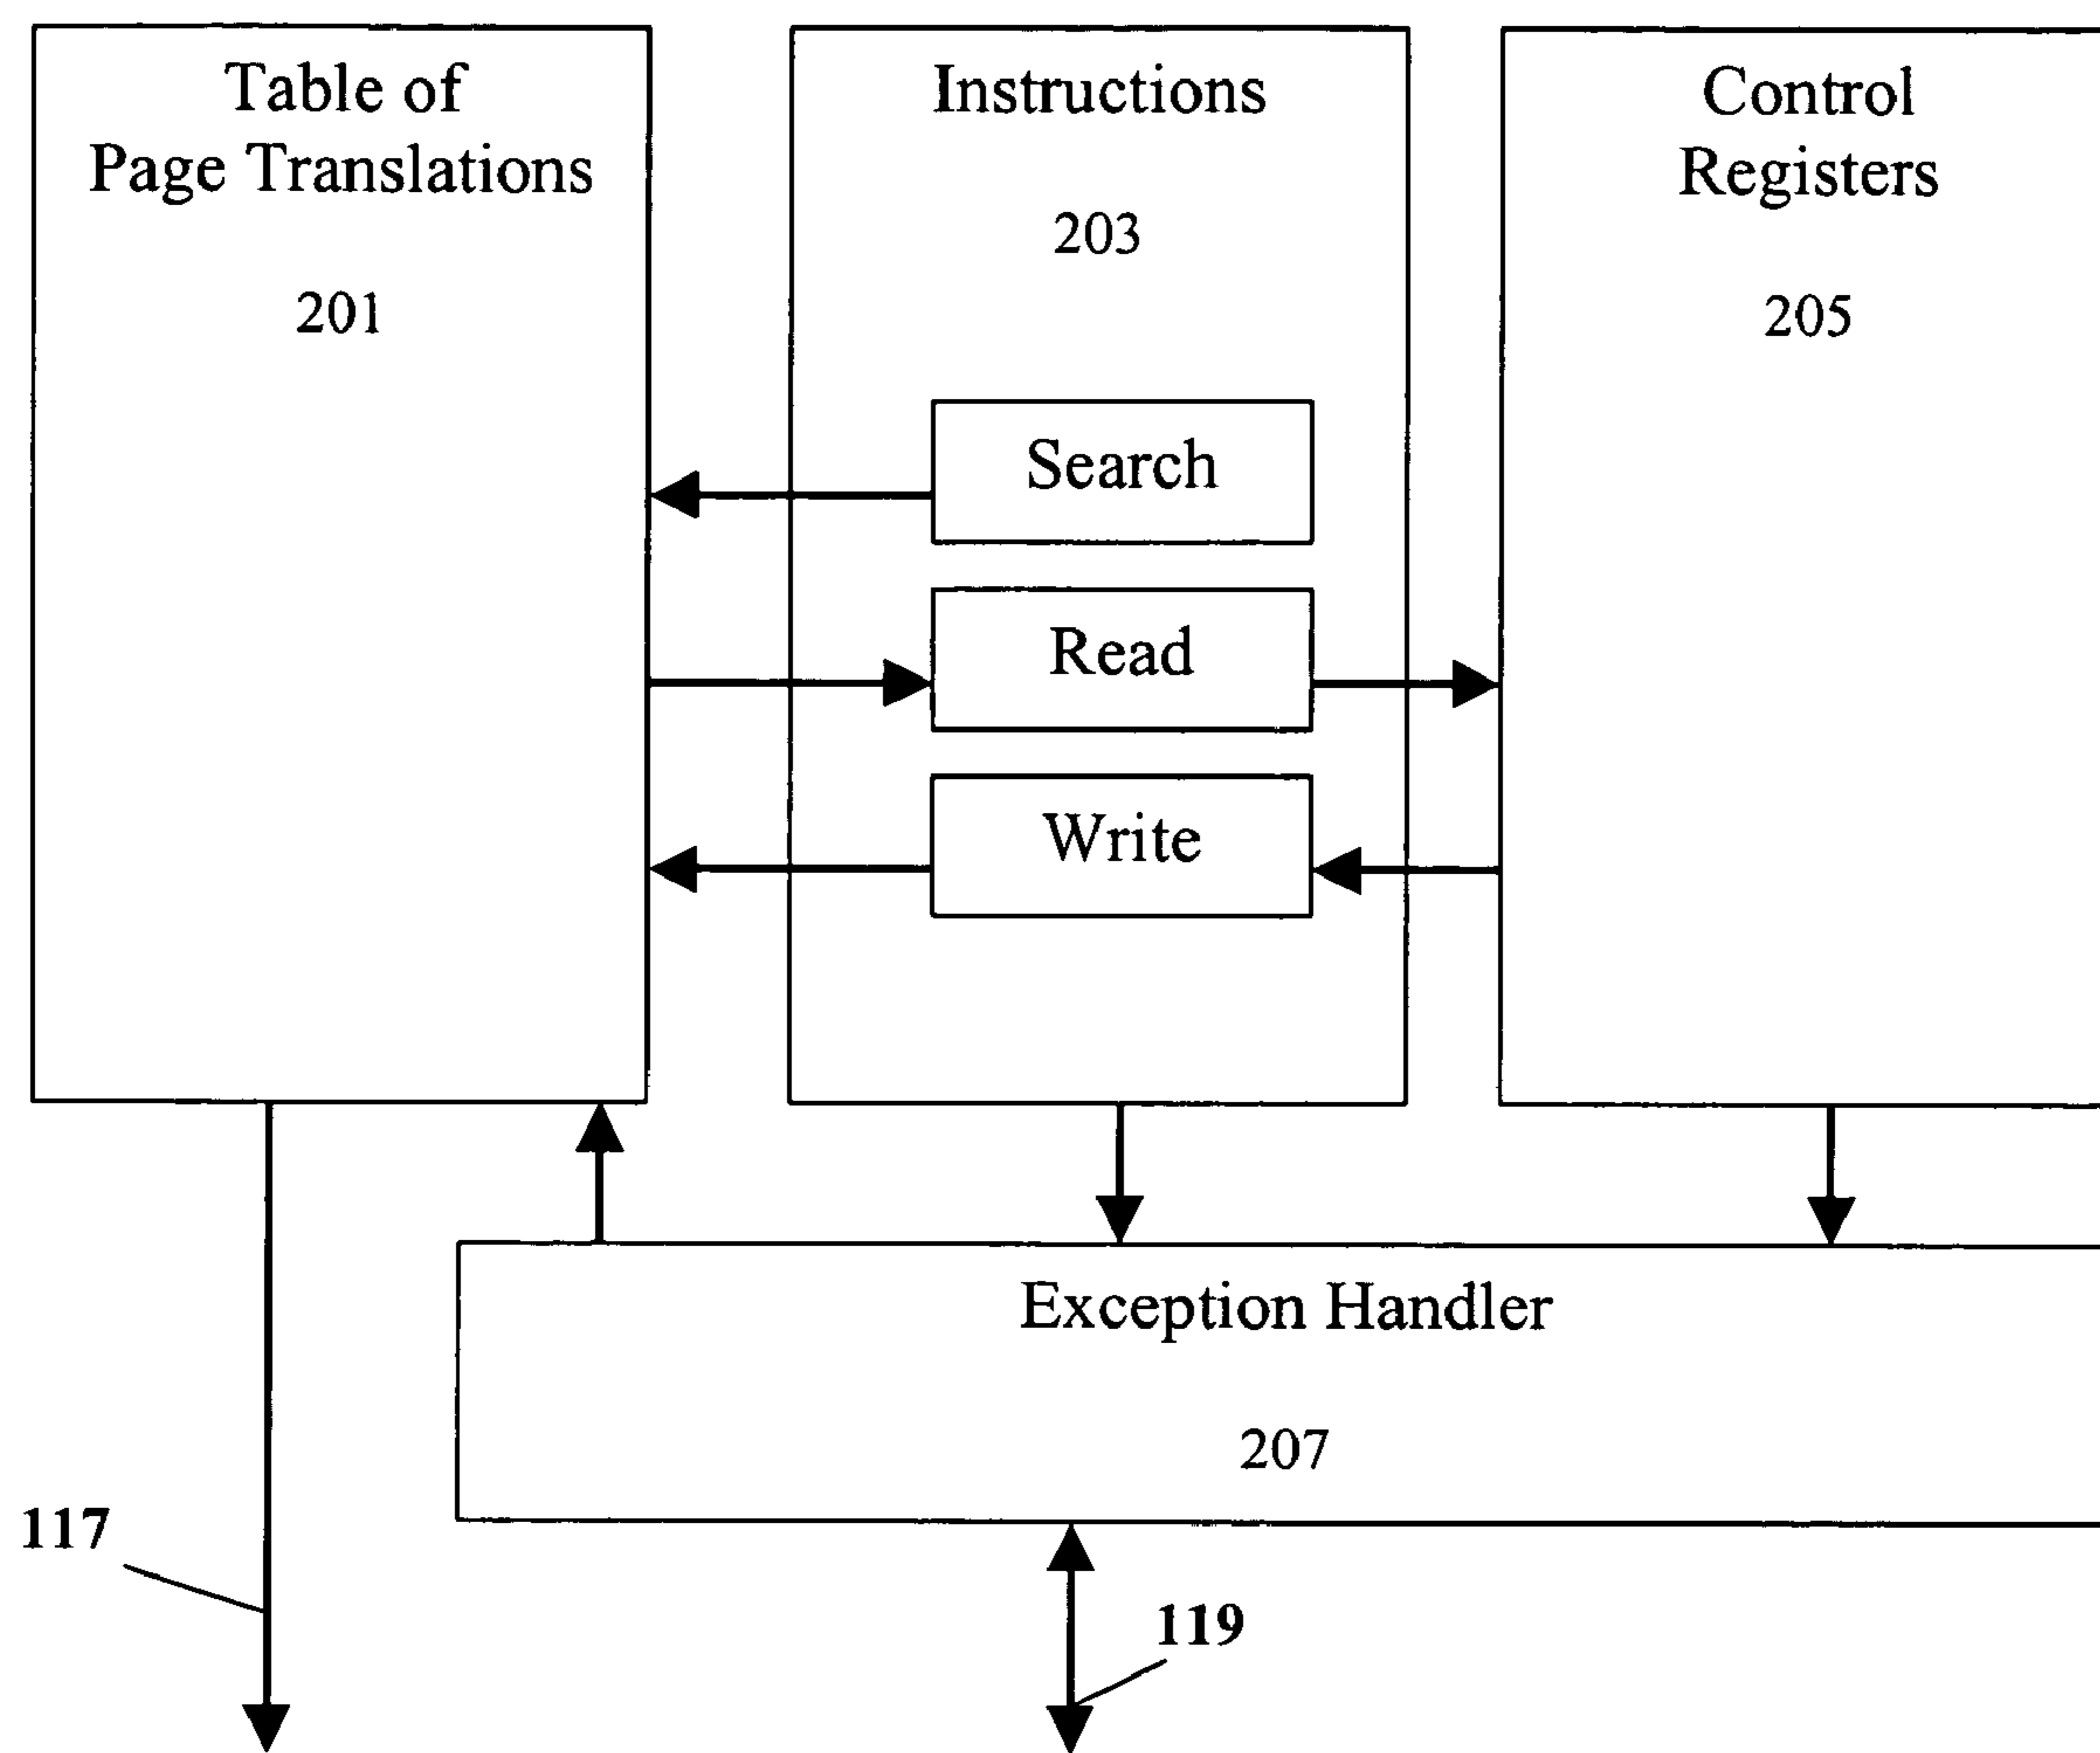 Table of
Page Translations
201
Instructions
203
Search
Read
Write
Control
Registers
205
Exception Handler
207
117
119